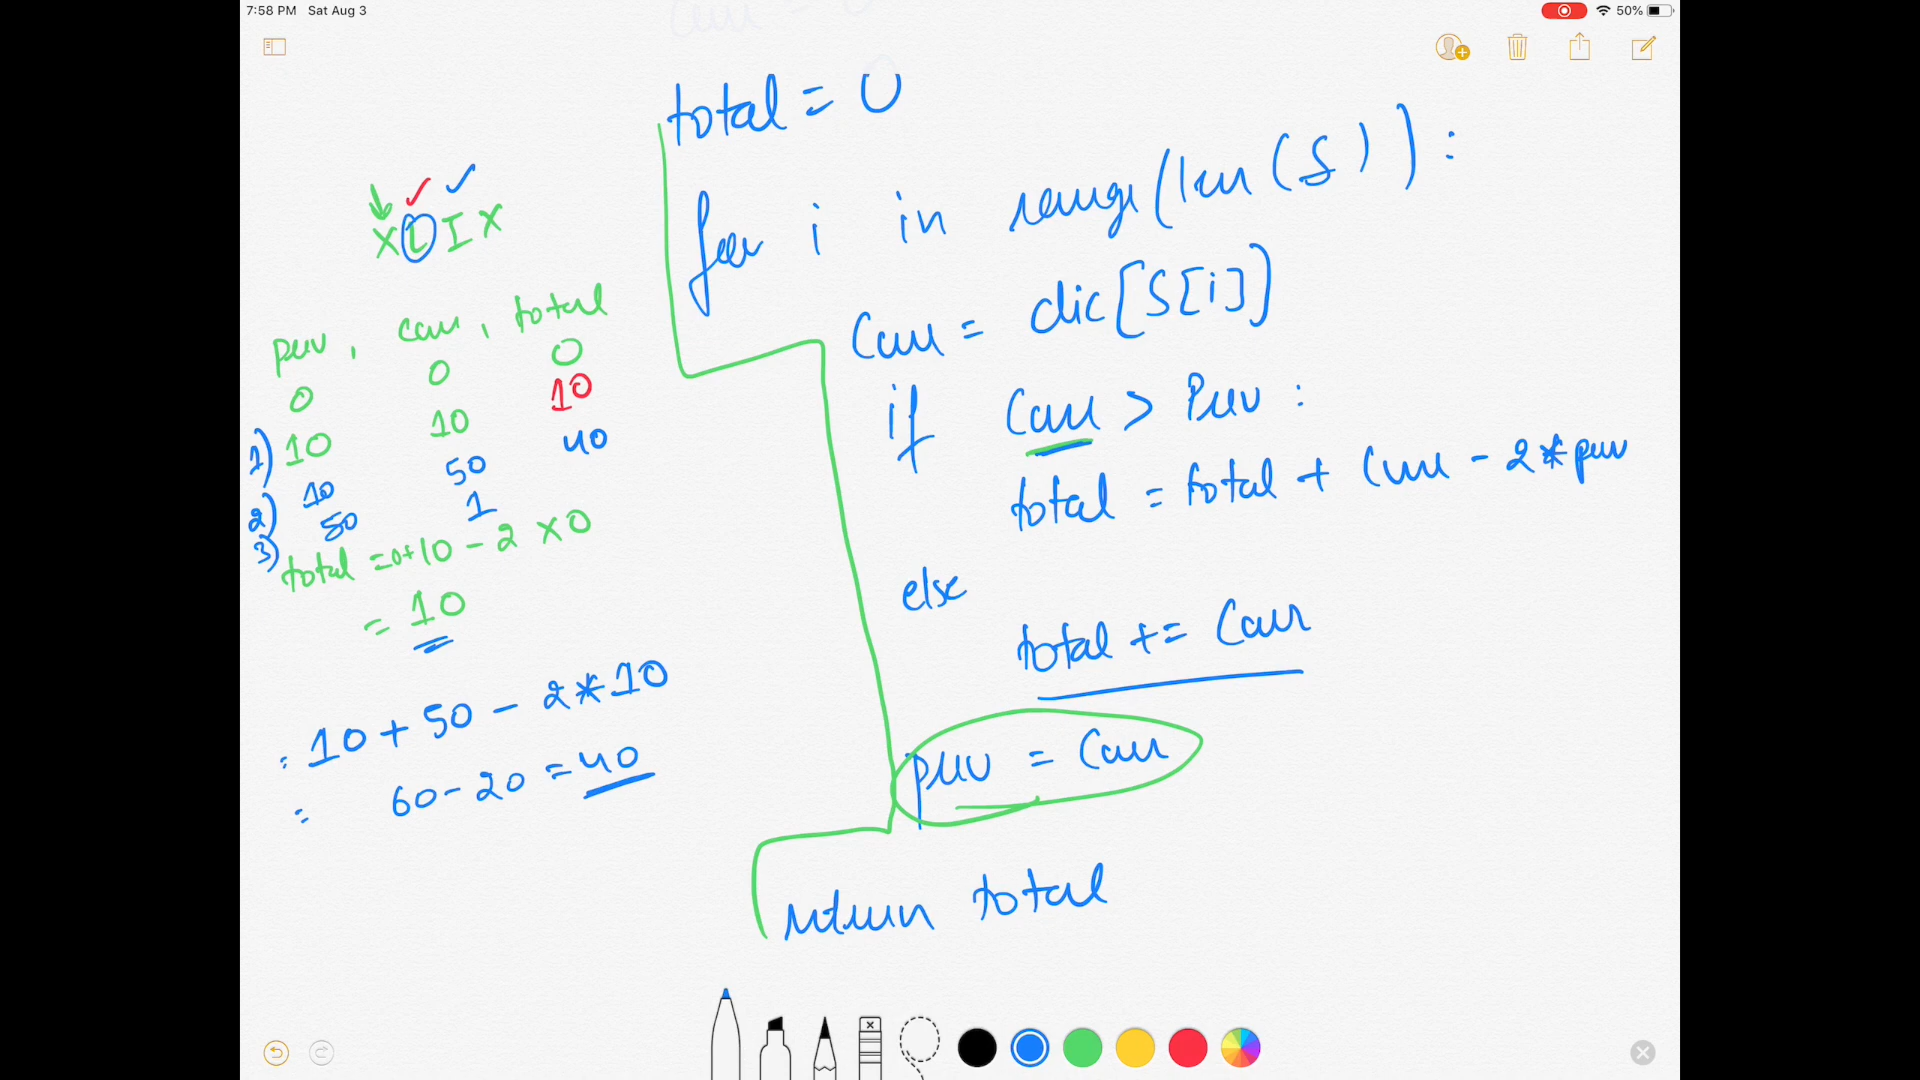 7:58 PM Sat Aug 3
50%
total = 0
for i in range(len(S)):
Curr = dic[S[i]]
if Curr > Prev :
total = total + Curr - 2*prev
else
total += Curr
prev = Curr
return total
XLIX
prev, curr, total
0 0 0
1) 10 10 10
2) 10 50 40
3) 50 1
total = 0+10 - 2 x 0
= 10
= 10 + 50 - 2*10
= 60 - 20 = 40